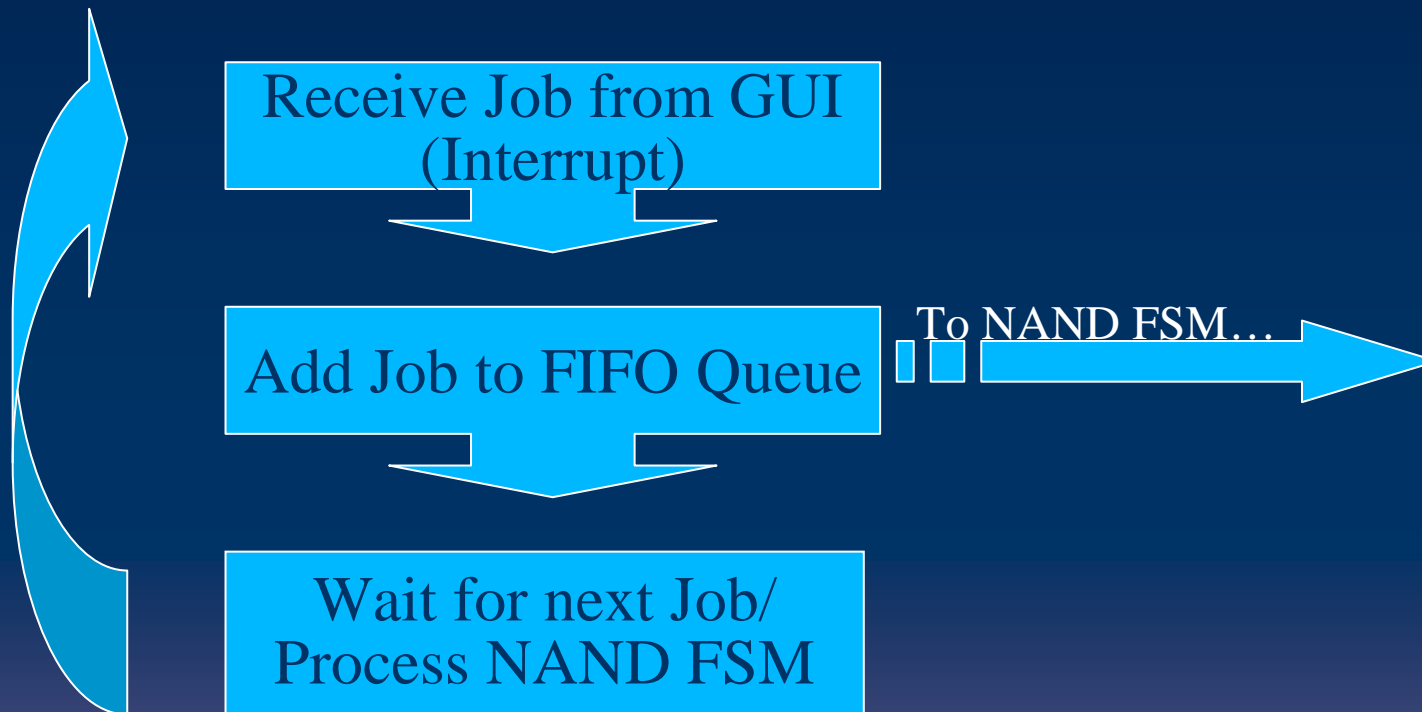 Receive Job from GUI
(Interrupt)
Add Job to FIFO Queue
To NAND FSM…
Wait for next Job/
Process NAND FSM